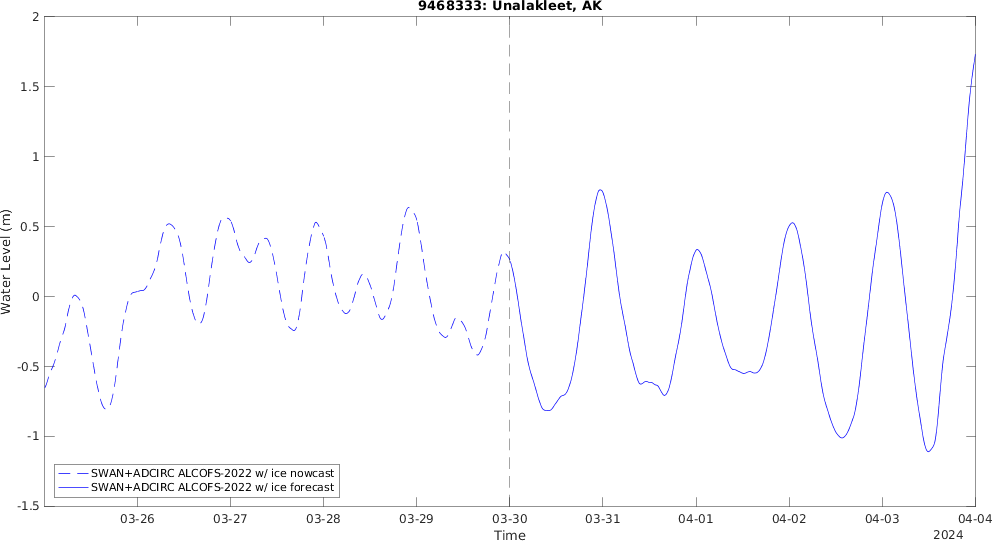 9468333: Unalakleet, AK
2
1.5
1
0.5
0
-0.5
-1
-1.5
Water Level (m)
SWAN+ADCIRC ALCOFS-2022 w/ ice nowcast
SWAN+ADCIRC ALCOFS-2022 w/ ice forecast
03-26 03-27 03-28 03-29 03-30 03-31 04-01 04-02 04-03 04-04
Time
2024